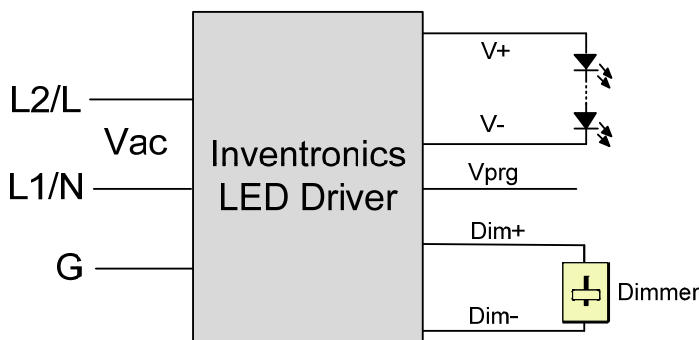 L2/L
Vac
L1/N
G
Inventronics
LED Driver
V+
V-
Vprg
Dim+
Dim-
Dimmer